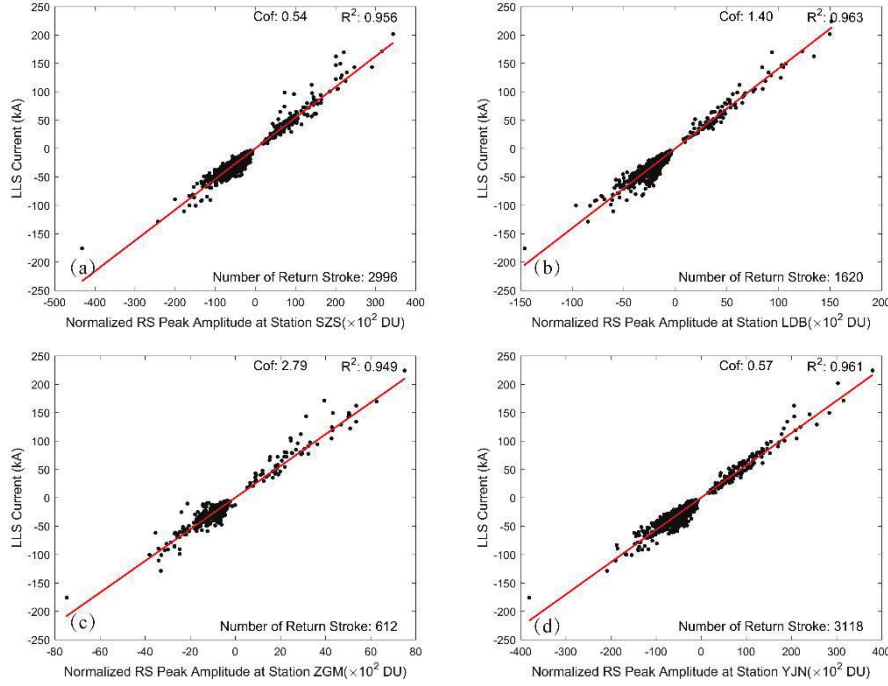 Cof: 0.54 R²: 0.956
250
200
150
100
50
0
-50
-100
-150
-200
250
LLS Current (kA)
(a)
Number of Return Stroke: 2996
-500 -400 -300 -200 -100 0 100 200 300 400
Normalized RS Peak Amplitude at Station SZS(×10² DU)
Cof: 1.40 R²: 0.963
250
200
150
100
50
0
-50
-100
-150
-200
-250
LLS Current (kA)
(b)
Number of Return Stroke: 1620
-150 -100 -50 0 50 100 150 200
Normalized RS Peak Amplitude at Station LDB(×10² DU)
Cof: 2.79 R²: 0.949
250
200
150
100
50
0
-50
-100
-150
-200
-250
LLS Current (kA)
(c)
Number of Return Stroke: 612
-80 -60 -40 -20 0 20 40 60 80
Normalized RS Peak Amplitude at Station ZGM(×10² DU)
Cof: 0.57 R²: 0.961
250
200
150
100
50
0
-50
-100
-150
-200
-250
LLS Current (kA)
(d)
Number of Return Stroke: 3118
-400 -300 -200 -100 0 100 200 300 400
Normalized RS Peak Amplitude at Station YJN(×10² DU)